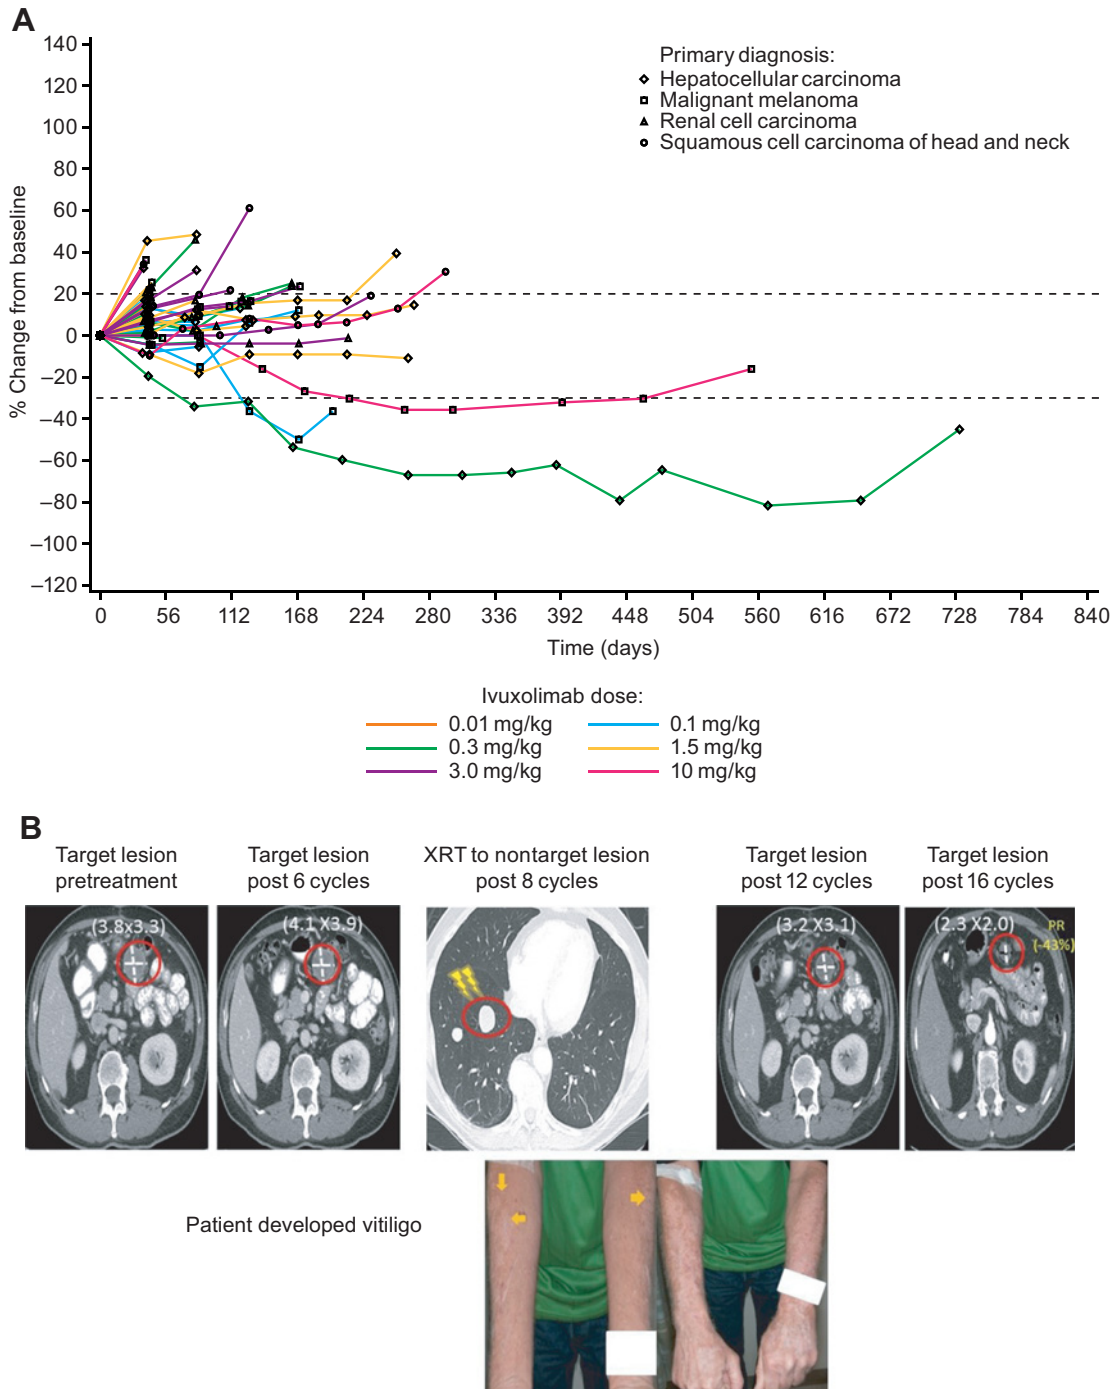 A
140
120
100
80
60
40
20
0
–20
–40
–60
–80
–100
–120
% Change from baseline
0 56 112 168 224 280 336 392 448 504 560 616 672 728 784 840
Time (days)
Primary diagnosis:
Hepatocellular carcinoma
Malignant melanoma
Renal cell carcinoma
Squamous cell carcinoma of head and neck
Ivuxolimab dose:
0.01 mg/kg 0.1 mg/kg
0.3 mg/kg 1.5 mg/kg
3.0 mg/kg 10 mg/kg
B
Target lesion
pretreatment
Target lesion
post 6 cycles
XRT to nontarget lesion
post 8 cycles
Target lesion
post 12 cycles
Target lesion
post 16 cycles
(3.8x3.3)
(4.1 X3.9)
(3.2 X3.1)
(2.3 X2.0)
PR
(-43%)
Patient developed vitiligo